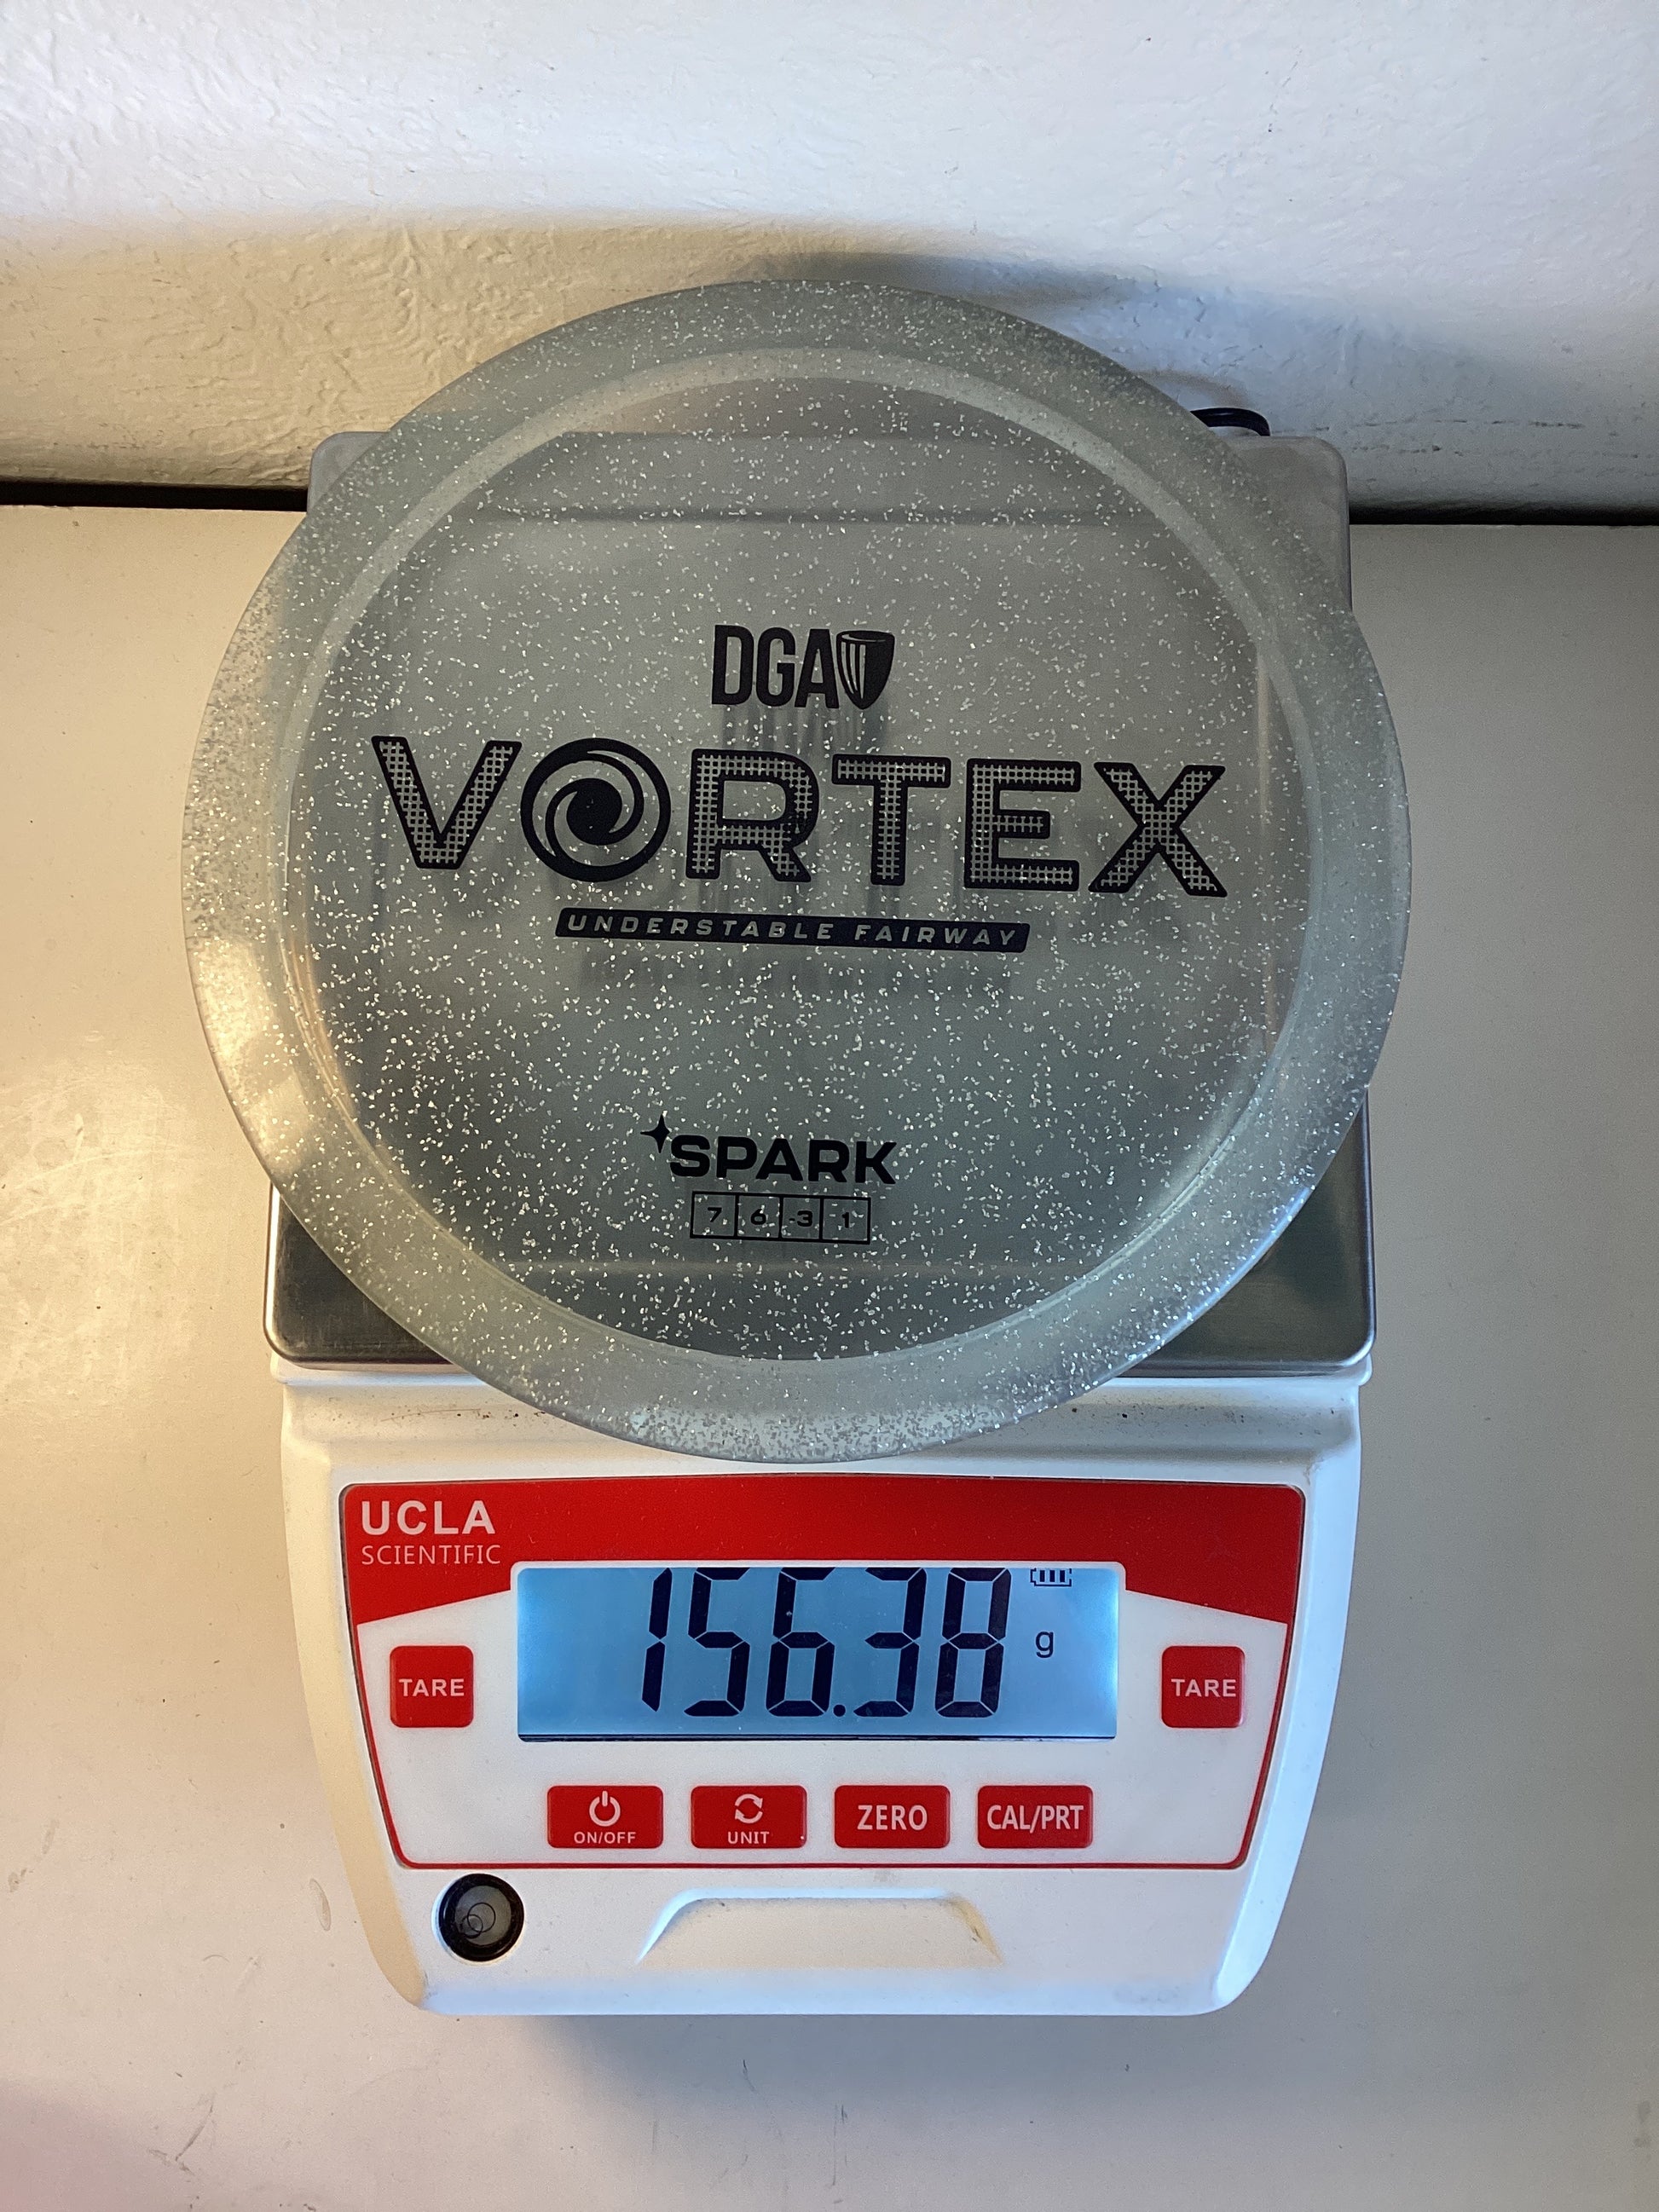 DGA
VORTEX
UNDERSTABLE FAIRWAY
SPARK
7 6 -3 1
UCLA
SCIENTIFIC
156.38 g
TARE
TARE
ON/OFF
UNIT
ZERO
CAL/PRT